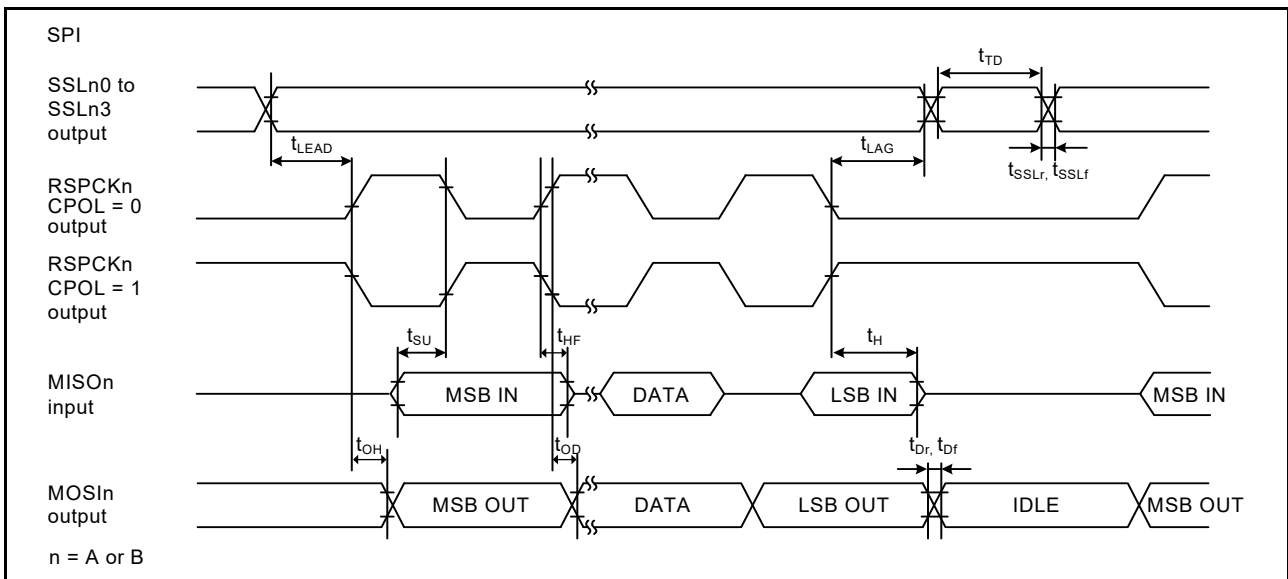 SPI
SSLn0 to
SSLn3
output
tTD
tLEAD
tLAG
tSSLr, tSSLf
RSPCKn
CPOL = 0
output
RSPCKn
CPOL = 1
output
tSU
tHF
tH
MISOn
input
MSB IN
DATA
LSB IN
MSB IN
tOH
tOD
tDr, tDf
MOSIn
output
MSB OUT
DATA
LSB OUT
IDLE
MSB OUT
n = A or B